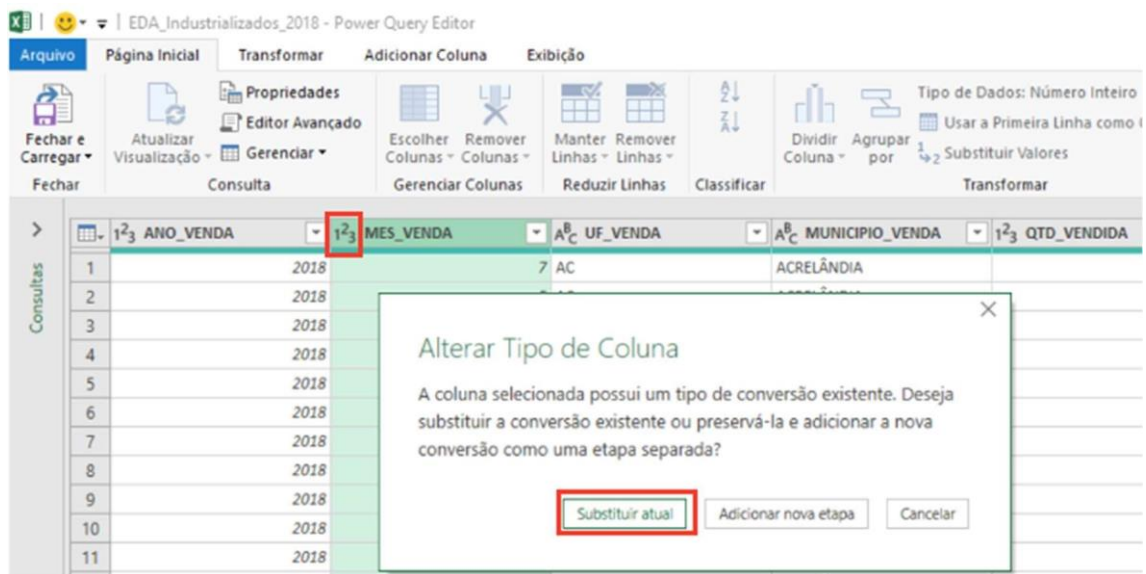 EDA_Industrializados_2018 - Power Query Editor
Arquivo Página Inicial Transformar Adicionar Coluna Exibição
Fechar e
Carregar
Fechar
Atualizar
Visualização
Propriedades
Editor Avançado
Gerenciar
Consulta
Escolher
Colunas
Remover
Colunas
Gerenciar Colunas
Manter
Linhas
Remover
Linhas
Reduzir Linhas
Classificar
Dividir
Coluna
Agrupar
por
Tipo de Dados: Número Inteiro
Usar a Primeira Linha como
Substituir Valores
Transformar
Consultas
123 ANO_VENDA 123 MES_VENDA ABC UF_VENDA ABC MUNICIPIO_VENDA 123 QTD_VENDIDA
1 2018 7 AC ACRELÂNDIA
2 2018
3 2018
4 2018
5 2018
6 2018
7 2018
8 2018
9 2018
10 2018
11 2018
Alterar Tipo de Coluna
A coluna selecionada possui um tipo de conversão existente. Deseja
substituir a conversão existente ou preservá-la e adicionar a nova
conversão como uma etapa separada?
Substituir atual Adicionar nova etapa Cancelar